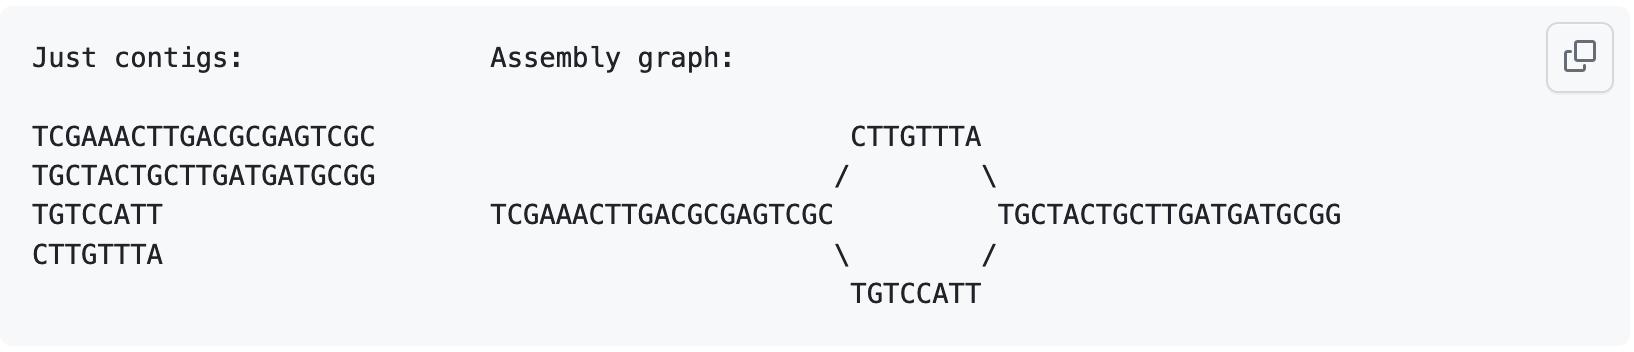 Just contigs:                  Assembly graph:

TCGAAACTTGACGCGAGTCGC                             CTTGTTTA
TGCTACTGCTTGATGATGCGG                            /        \
TGTCCATT                    TCGAAACTTGACGCGAGTCGC          TGCTACTGCTTGATGATGCGG
CTTGTTTA                                         \        /
                                                  TGTCCATT